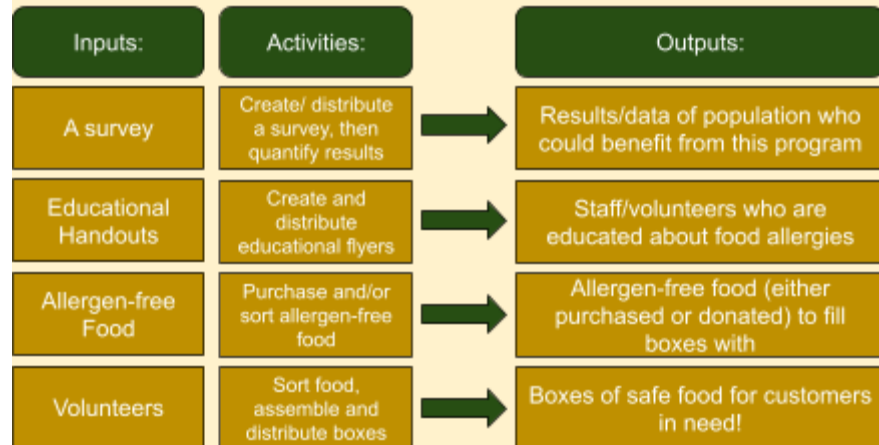 Inputs:
Activities:
Outputs:
A survey
Create/ distribute
a survey, then
quantify results
Results/data of population who
could benefit from this program
Educational
Handouts
Create and
distribute
educational flyers
Staff/volunteers who are
educated about food allergies
Allergen-free
Food
Purchase and/or
sort allergen-free
food
Allergen-free food (either
purchased or donated) to fill
boxes with
Volunteers
Sort food,
assemble and
distribute boxes
Boxes of safe food for customers
in need!